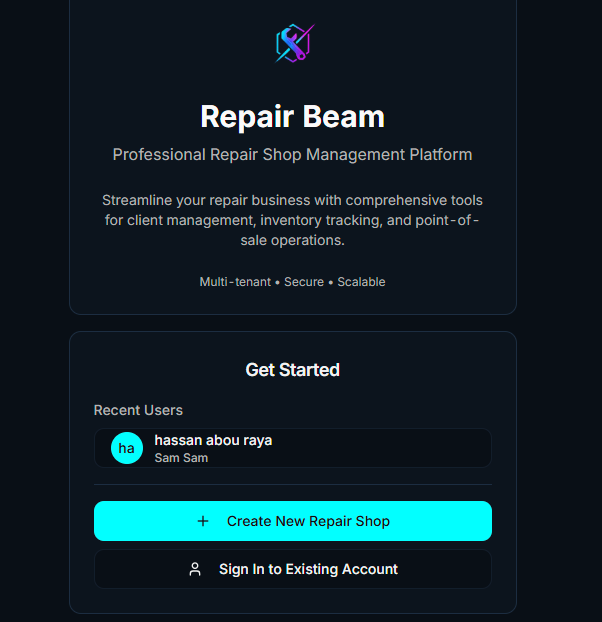 Repair Beam
Professional Repair Shop Management Platform
Streamline your repair business with comprehensive tools
for client management, inventory tracking, and point-of-
sale operations.
Multi-tenant • Secure • Scalable
Get Started
Recent Users
ha
hassan abou raya
Sam Sam
+ Create New Repair Shop
Sign In to Existing Account